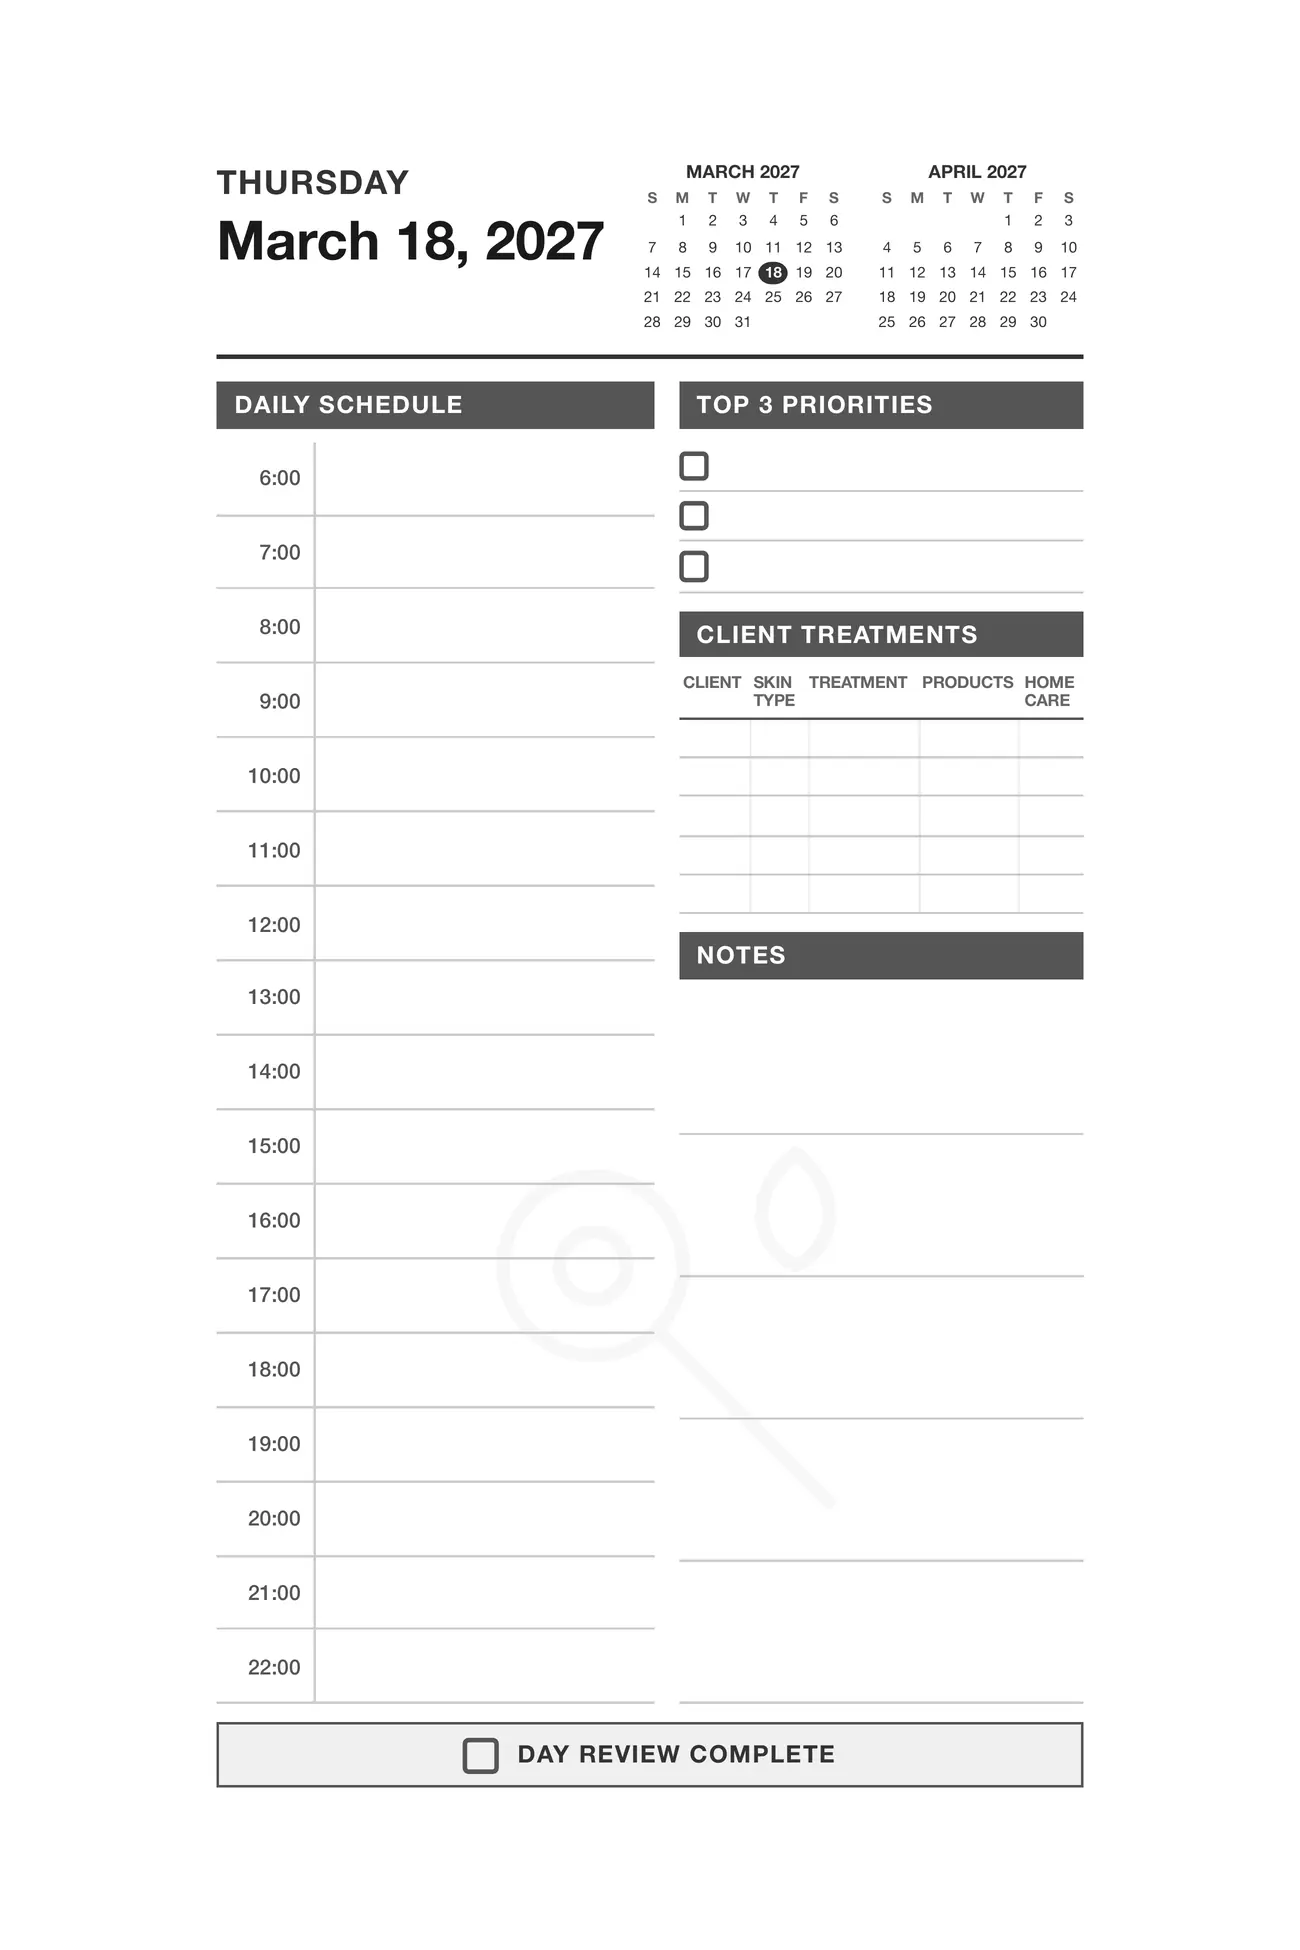 THURSDAY
March 18, 2027
MARCH 2027
S M T W T F S
1 2 3 4 5 6
7 8 9 10 11 12 13
14 15 16 17 18 19 20
21 22 23 24 25 26 27
28 29 30 31
APRIL 2027
S M T W T F S
1 2 3
4 5 6 7 8 9 10
11 12 13 14 15 16 17
18 19 20 21 22 23 24
25 26 27 28 29 30
DAILY SCHEDULE
6:00
7:00
8:00
9:00
10:00
11:00
12:00
13:00
14:00
15:00
16:00
17:00
18:00
19:00
20:00
21:00
22:00
TOP 3 PRIORITIES
CLIENT TREATMENTS
CLIENT SKIN TREATMENT PRODUCTS HOME
TYPE CARE
NOTES
DAY REVIEW COMPLETE